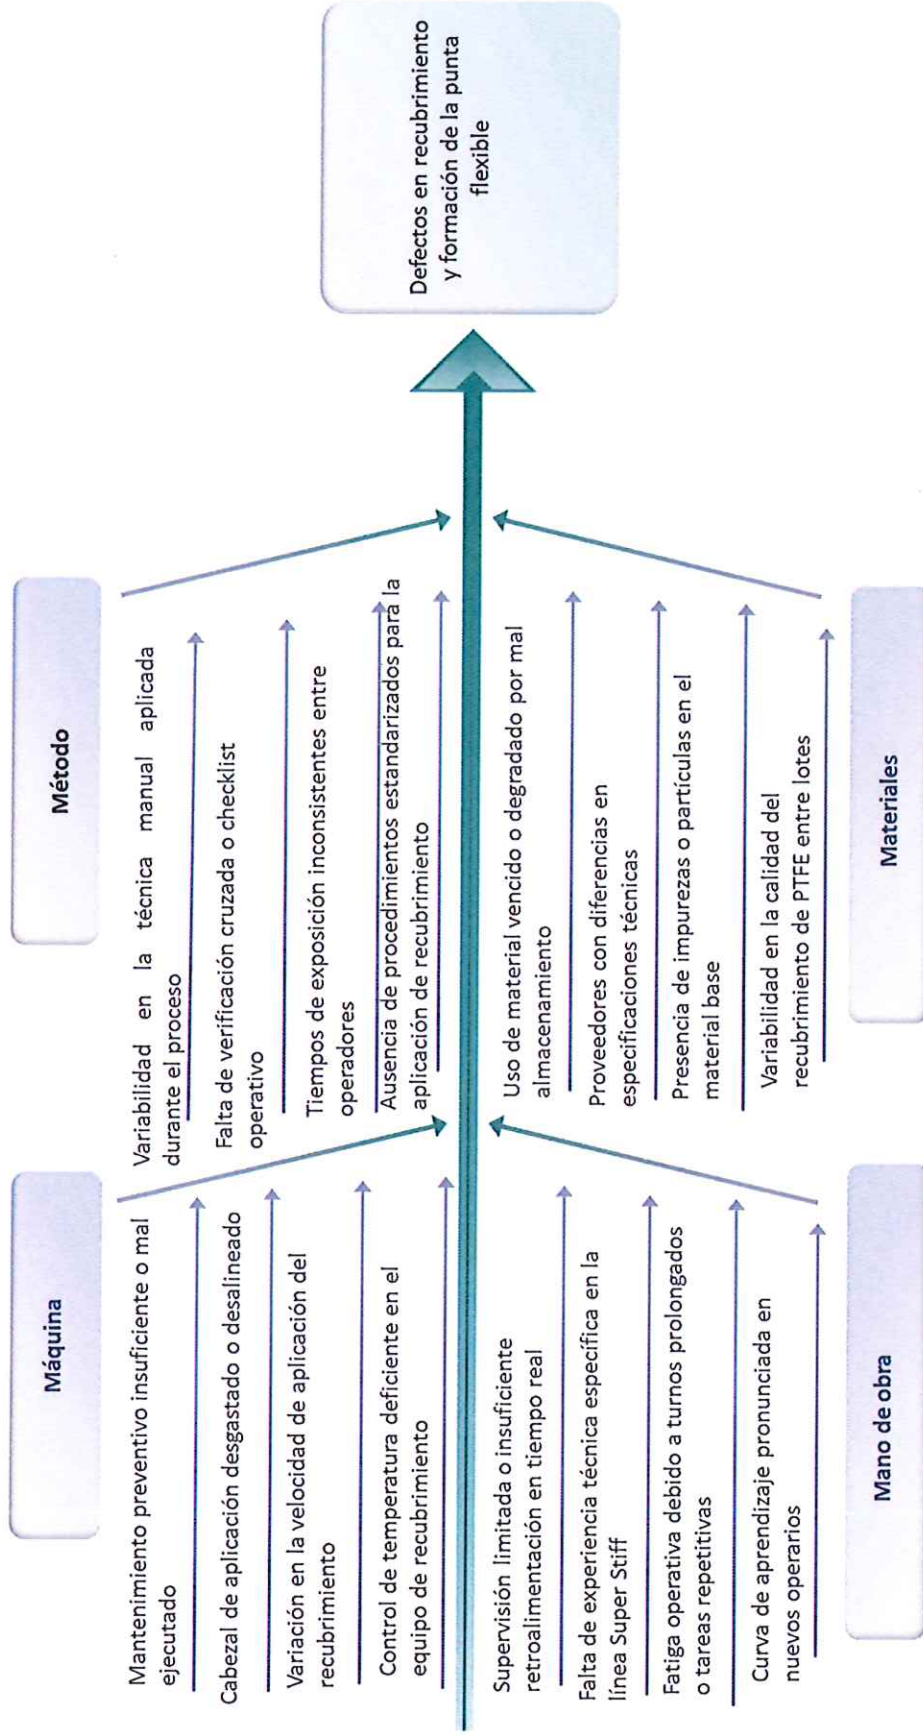 Máquina
Mantenimiento preventivo insuficiente o mal
ejecutado
Cabezal de aplicación desgastado o desalineado
Variación en la velocidad de aplicación del
recubrimiento
Control de temperatura deficiente en el
equipo de recubrimiento
Método
Variabilidad en la técnica manual aplicada
durante el proceso
Falta de verificación cruzada o checklist
operativo
Tiempos de exposición inconsistentes entre
operadores
Ausencia de procedimientos estandarizados para la
aplicación de recubrimiento
Supervisión limitada o insuficiente
retroalimentación en tiempo real
Falta de experiencia técnica específica en la
línea Super Stiff
Fatiga operativa debido a turnos prolongados
o tareas repetitivas
Curva de aprendizaje pronunciada en
nuevos operarios
Mano de obra
Uso de material vencido o degradado por mal
almacenamiento
Proveedores con diferencias en
especificaciones técnicas
Presencia de impurezas o partículas en el
material base
Variabilidad en la calidad del
recubrimiento de PTFE entre lotes
Materiales
Defectos en recubrimiento
y formación de la punta
flexible